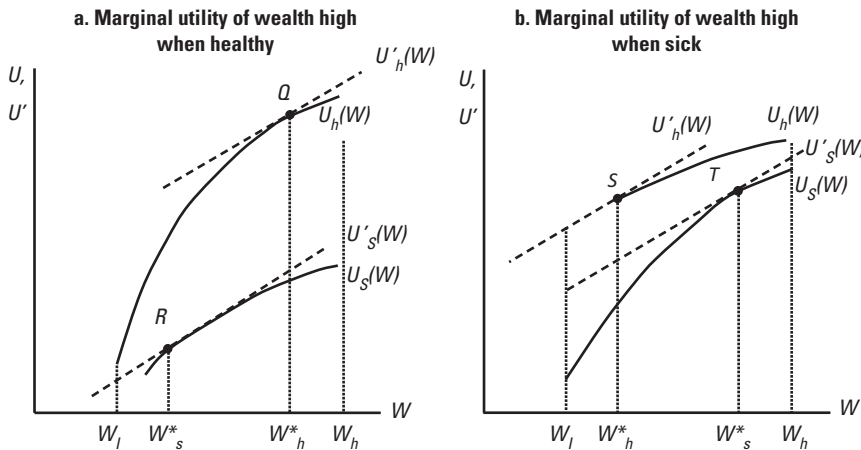 a. Marginal utility of wealth high
when healthy
U,
U'
Q
U'h(W)
Uh(W)
U'S(W)
US(W)
R
W
Wl
W*s
W*h
Wh
b. Marginal utility of wealth high
when sick
U,
U'
U'h(W)
Uh(W)
S
T
U'S(W)
US(W)
W
Wl
W*h
W*s
Wh